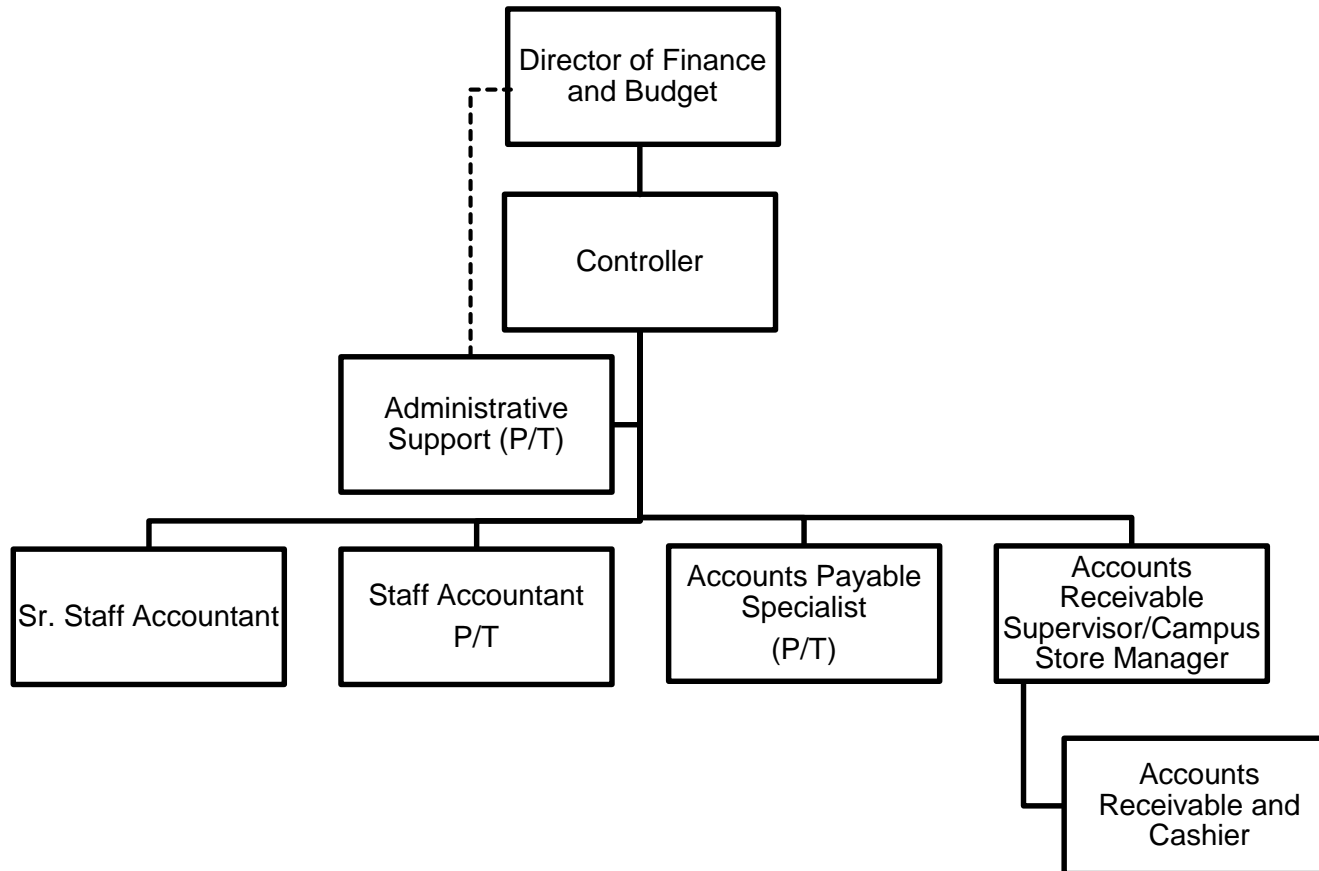 Director of Finance
and Budget
Controller
Administrative
Support (P/T)
Sr. Staff Accountant
Staff Accountant
P/T
Accounts Payable
Specialist
(P/T)
Accounts
Receivable
Supervisor/Campus
Store Manager
Accounts
Receivable and
Cashier